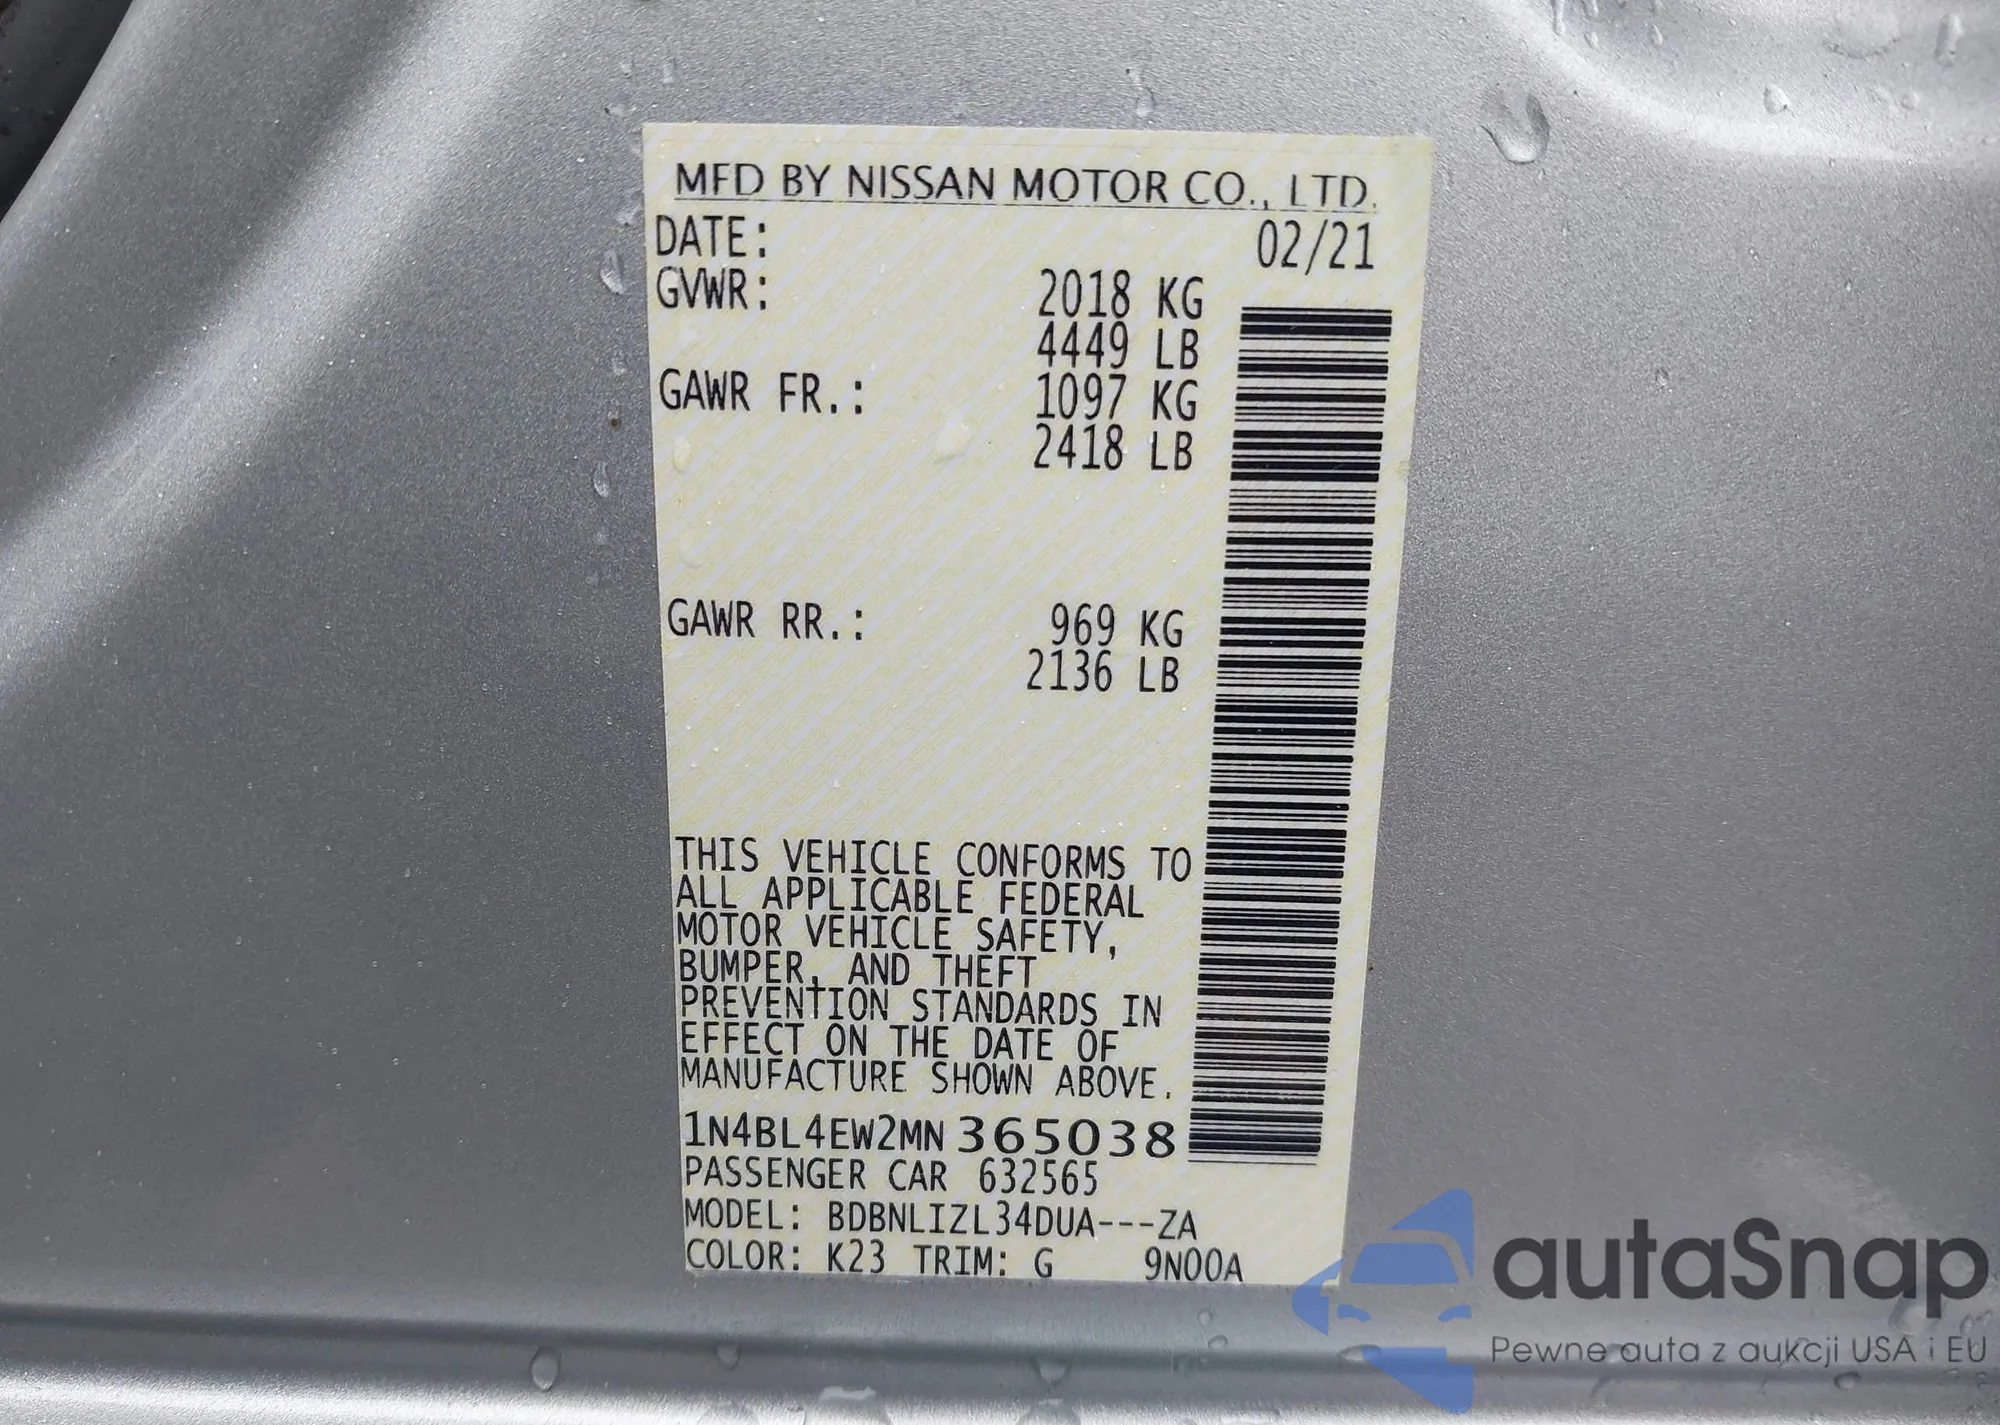 MFD BY NISSAN MOTOR CO., LTD.
DATE: 02/21
GVWR: 2018 KG
4449 LB
GAWR FR.: 1097 KG
2418 LB
GAWR RR.: 969 KG
2136 LB
THIS VEHICLE CONFORMS TO
ALL APPLICABLE FEDERAL
MOTOR VEHICLE SAFETY,
BUMPER, AND THEFT
PREVENTION STANDARDS IN
EFFECT ON THE DATE OF
MANUFACTURE SHOWN ABOVE.
1N4BL4EW2MN365038
PASSENGER CAR 632565
MODEL: BDBNLIZL34DUA---ZA
COLOR: K23 TRIM: G 9N00A
autaSnap
Pewne auta z aukcji USA i EU